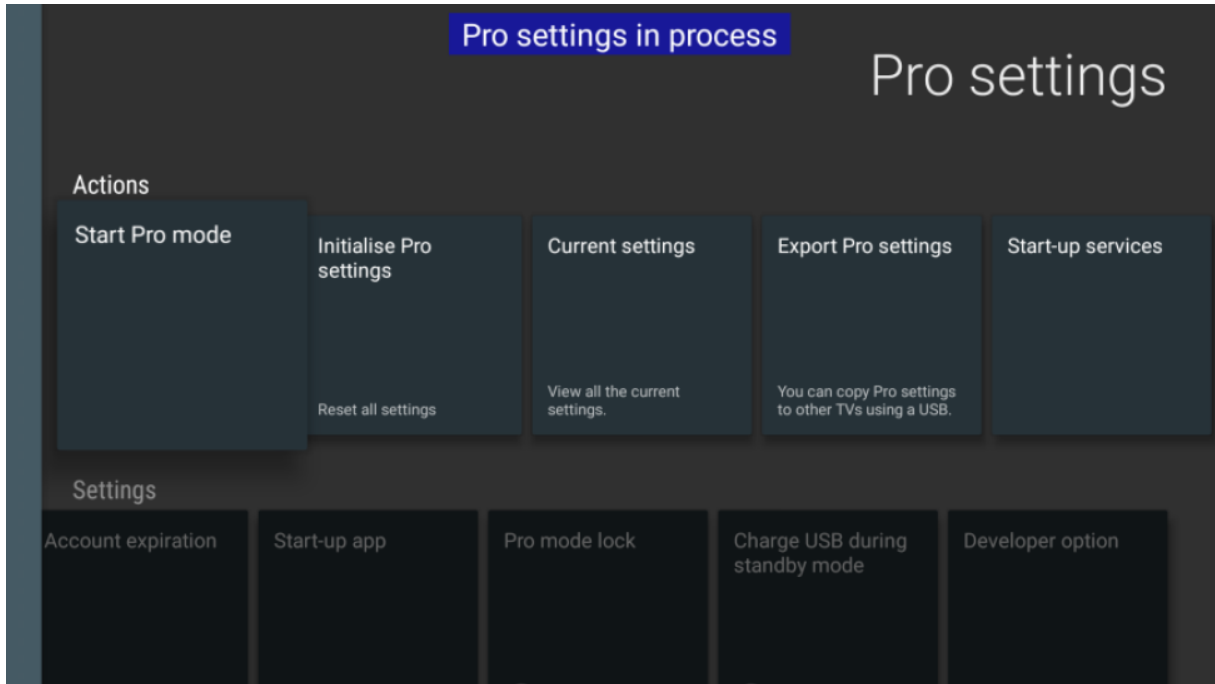 Pro settings in process
Pro settings
Actions
Start Pro mode
Initialise Pro
settings
Reset all settings
Current settings
View all the current
settings.
Export Pro settings
You can copy Pro settings
to other TVs using a USB.
Start-up services
Settings
Account expiration
Start-up app
Pro mode lock
Charge USB during
standby mode
Developer option